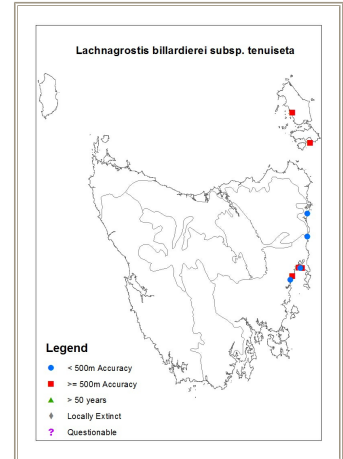 Lachnagrostis billardierei subsp. tenuiseta
Legend
< 500m Accuracy
>= 500m Accuracy
> 50 years
Locally Extinct
? Questionable